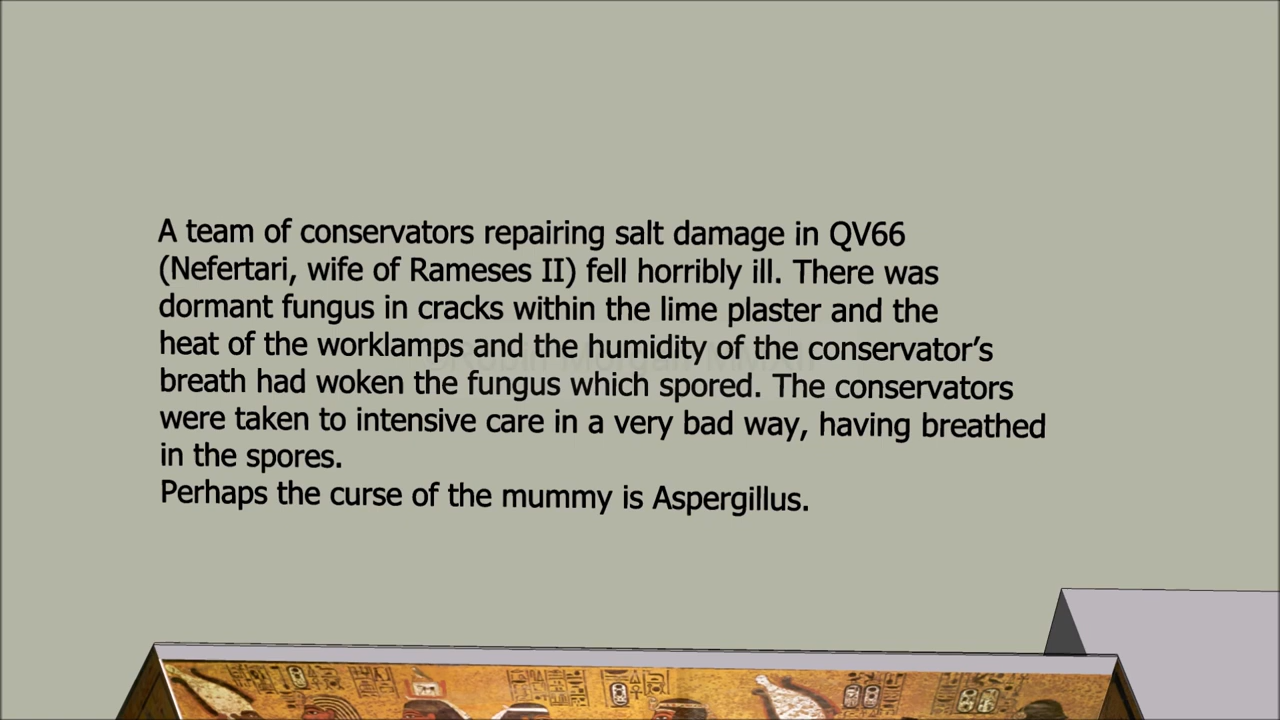 A team of conservators repairing salt damage in QV66
(Nefertari, wife of Rameses II) fell horribly ill. There was
dormant fungus in cracks within the lime plaster and the
heat of the worklamps and the humidity of the conservator’s
breath had woken the fungus which spored. The conservators
were taken to intensive care in a very bad way, having breathed
in the spores.
Perhaps the curse of the mummy is Aspergillus.